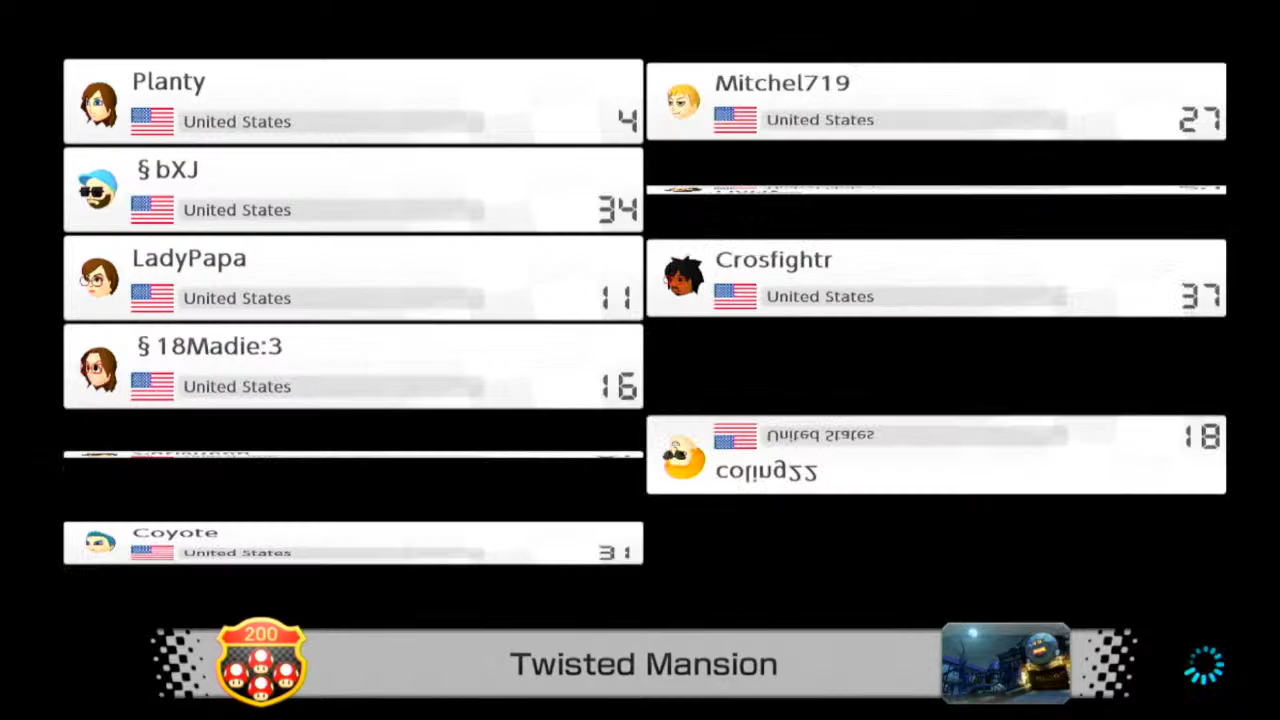 Planty
United States
4
§ bXJ
United States
34
LadyPapa
United States
11
§ 18Madie:3
United States
16
Coyote
United States
31
Mitchel719
United States
27
Crosfightr
United States
37
United States
18
coling22
200
Twisted Mansion